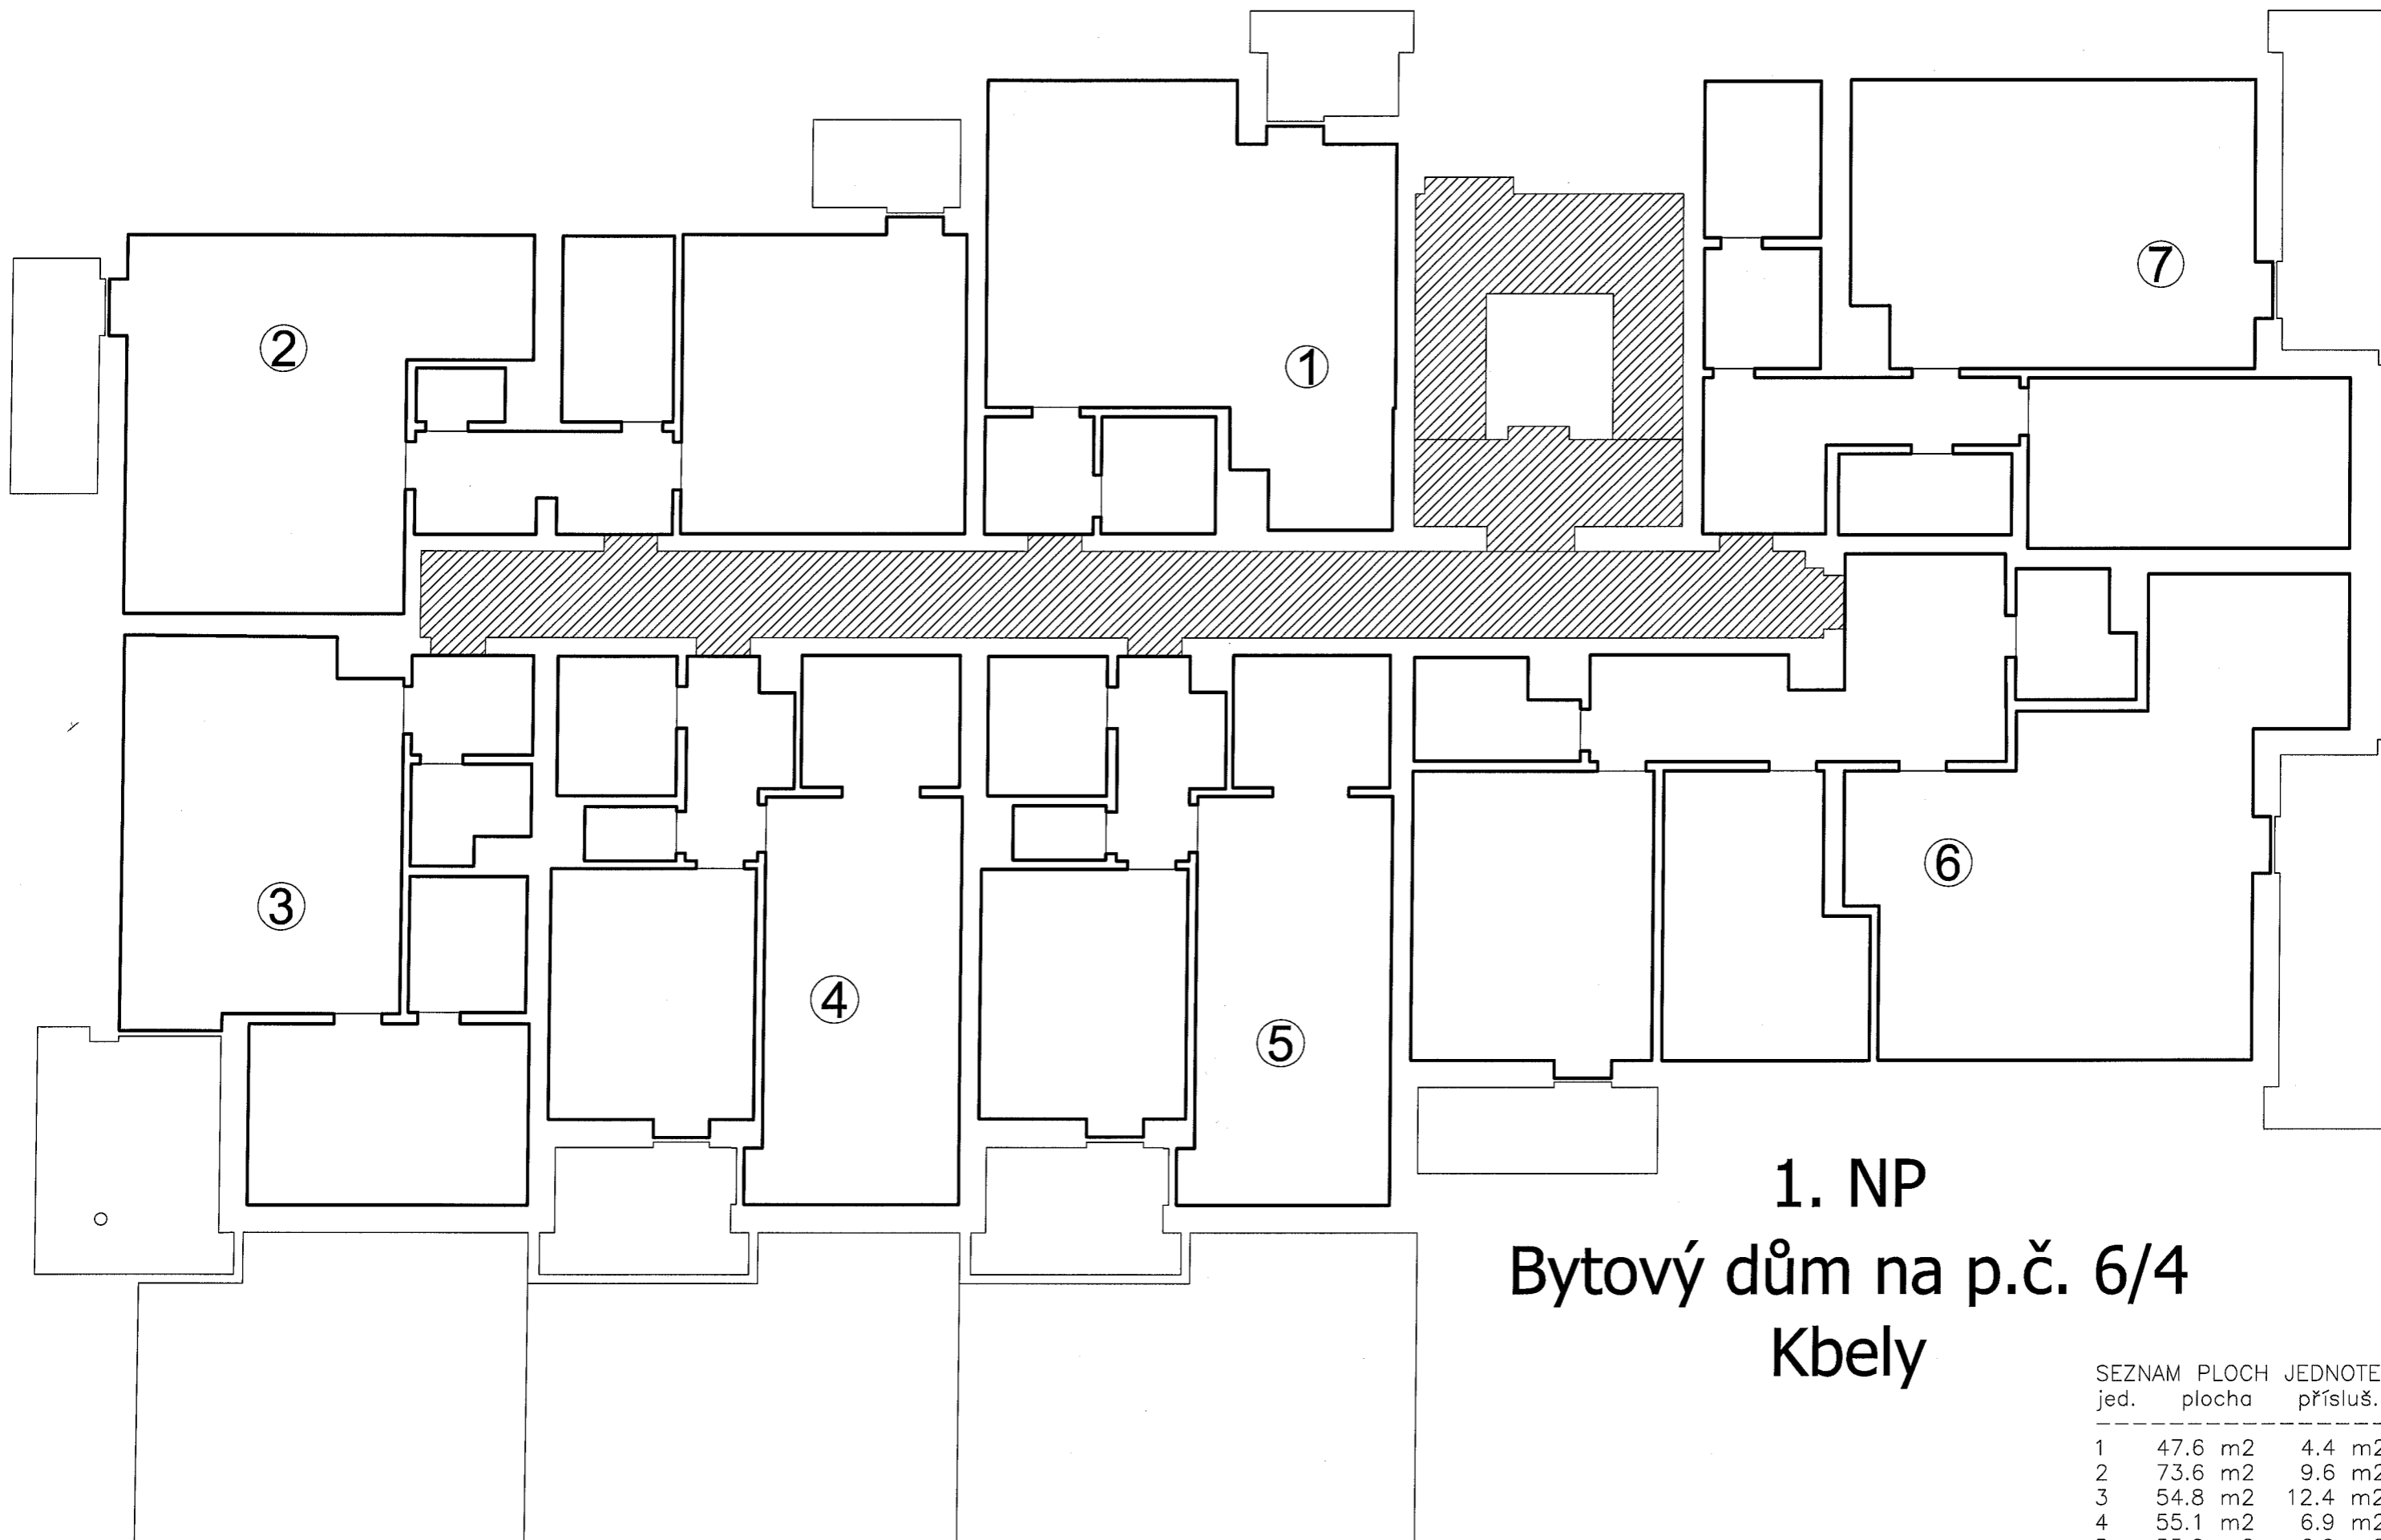 7
2
1
6
3
4
5
1. NP
Bytový dům na p.č. 6/4
Kbely
SEZNAM PLOCH JEDNOTE
jed. plocha přísluš.
1 47.6 m2 4.4 m2
2 73.6 m2 9.6 m2
3 54.8 m2 12.4 m2
4 55.1 m2 6.9 m2